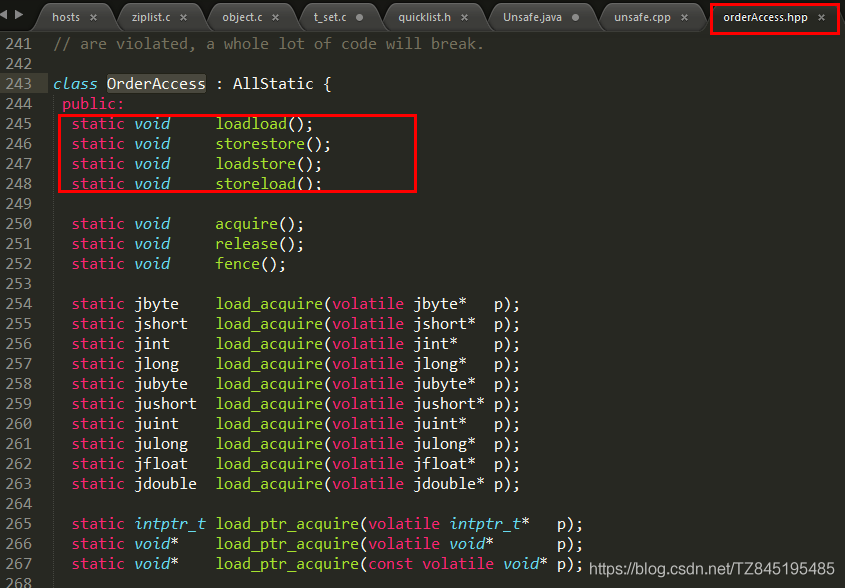 hosts × ziplist.c × object.c × t_set.c quicklist.h × Unsafe.java unsafe.cpp × orderAccess.hpp ×
241 // are violated, a whole lot of code will break.
242
243 class OrderAccess : AllStatic {
244 public:
245 static void loadload();
246 static void storestore();
247 static void loadstore();
248 static void storeload();
249
250 static void acquire();
251 static void release();
252 static void fence();
253
254 static jbyte load_acquire(volatile jbyte* p);
255 static jshort load_acquire(volatile jshort* p);
256 static jint load_acquire(volatile jint* p);
257 static jlong load_acquire(volatile jlong* p);
258 static jubyte load_acquire(volatile jubyte* p);
259 static jushort load_acquire(volatile jushort* p);
260 static juint load_acquire(volatile juint* p);
261 static julong load_acquire(volatile julong* p);
262 static jfloat load_acquire(volatile jfloat* p);
263 static jdouble load_acquire(volatile jdouble* p);
264
265 static intptr_t load_ptr_acquire(volatile intptr_t* p);
266 static void* load_ptr_acquire(volatile void* p);
267 static void* load_ptr_acquire(const volatile void* p);
268
https://blog.csdn.net/TZ845195485